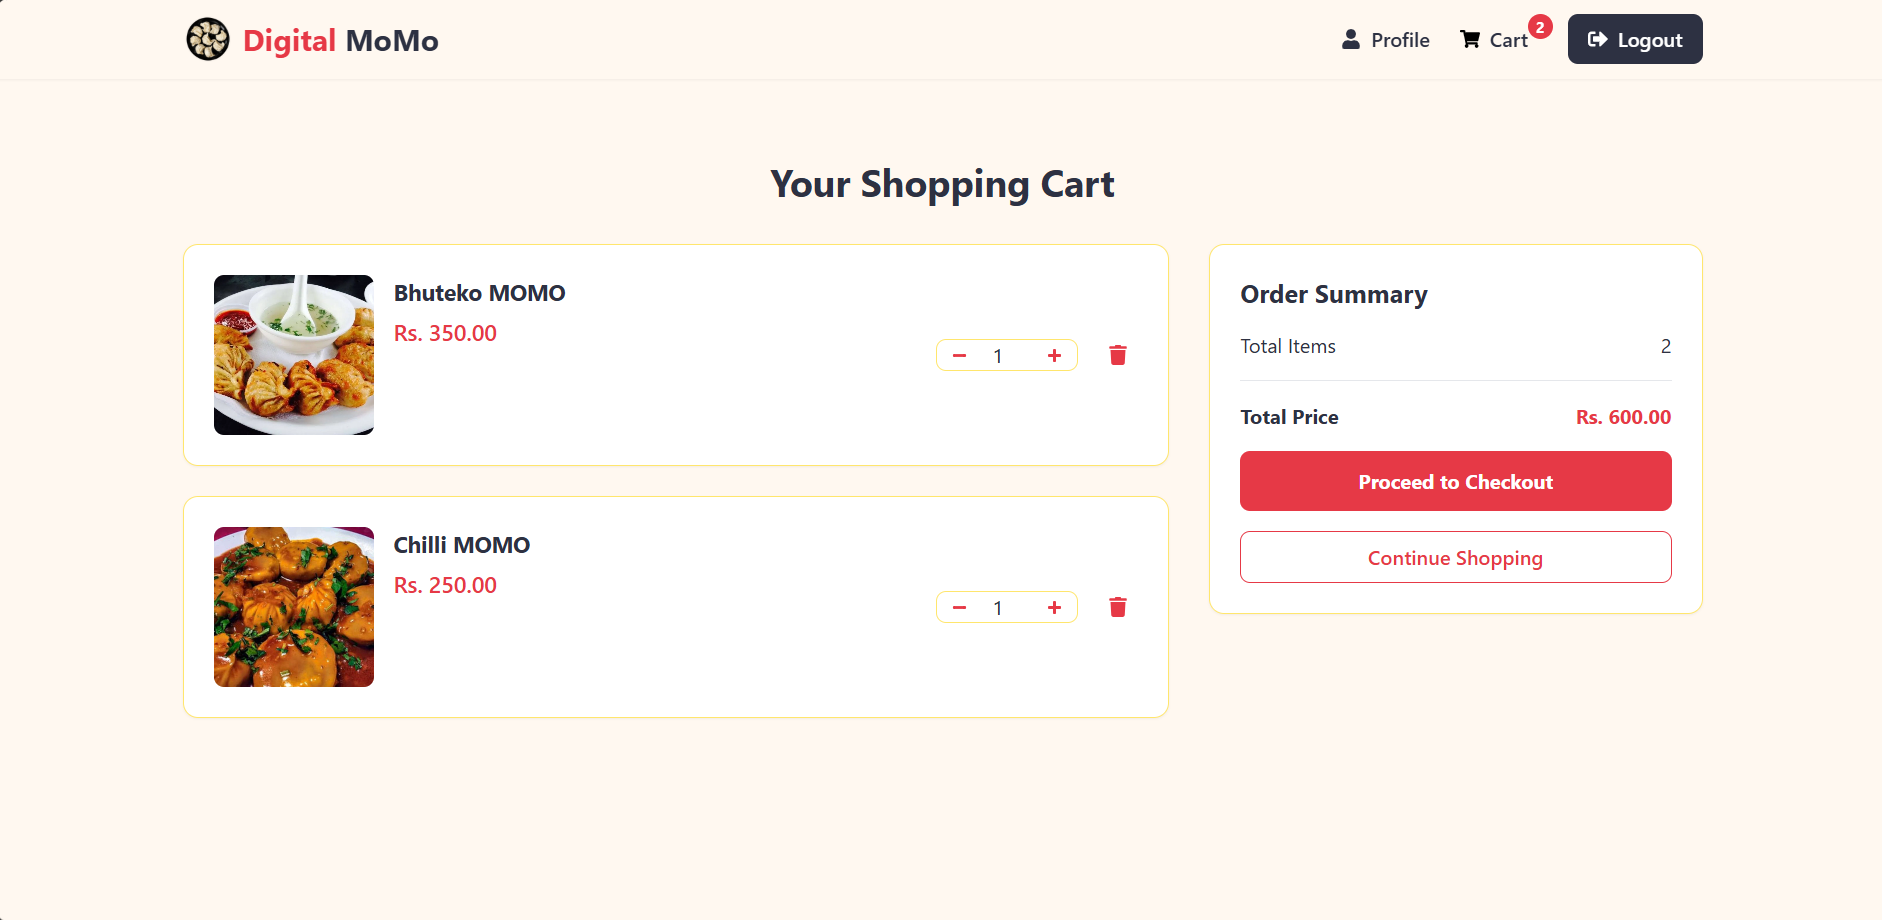 Digital MoMo
Profile
Cart
2
Logout
Your Shopping Cart
Bhuteko MOMO
Rs. 350.00
1
Chilli MOMO
Rs. 250.00
1
Order Summary
Total Items 2
Total Price Rs. 600.00
Proceed to Checkout
Continue Shopping